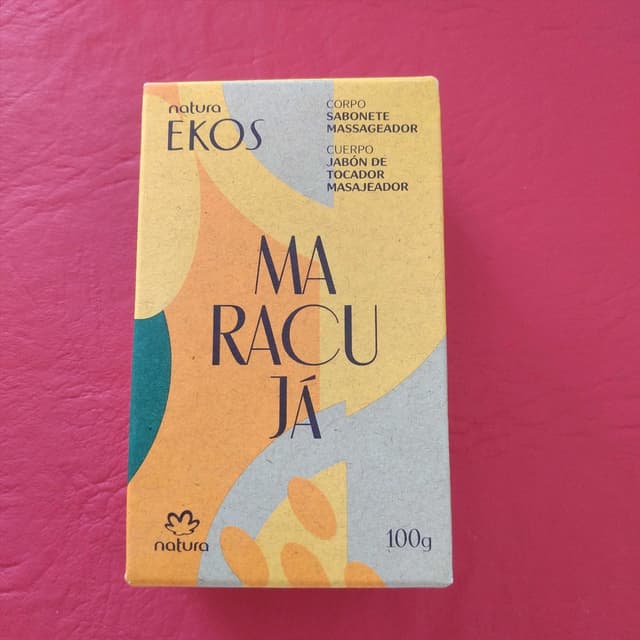 natura
EKOS
CORPO
SABONETE
MASSAGEADOR
CUERPO
JABÓN DE
TOCADOR
MASAJEADOR
MA
RACU
JÁ
natura
100g